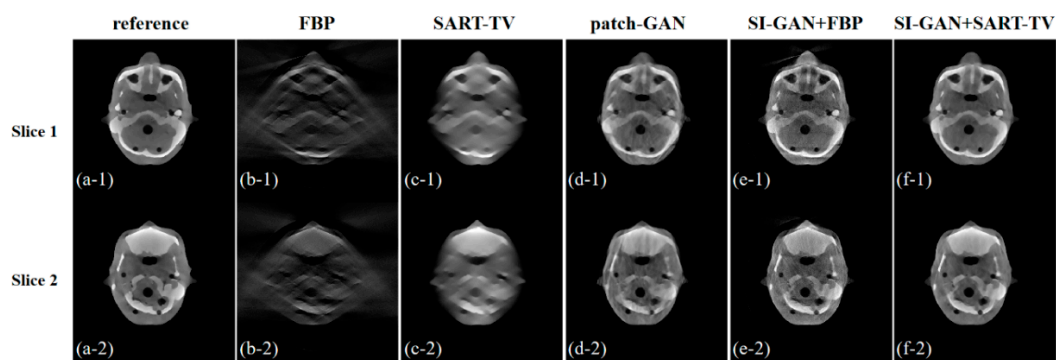 reference FBP SART-TV patch-GAN SI-GAN+FBP SI-GAN+SART-TV
Slice 1
(a-1) (b-1) (c-1) (d-1) (e-1) (f-1)
Slice 2
(a-2) (b-2) (c-2) (d-2) (e-2) (f-2)